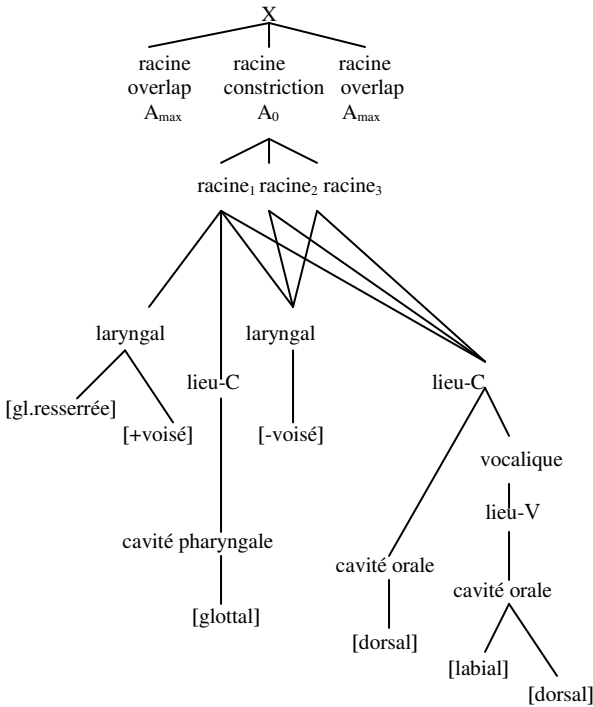 X
racine racine racine
overlap constriction overlap
Amax A0 Amax
racine1 racine2 racine3
laryngal laryngal
lieu-C lieu-C
[gl.resserrée]
[+voisé] [-voisé]
vocalique
lieu-V
cavité pharyngale
cavité orale
cavité orale
[glottal]
[dorsal]
[labial]
[dorsal]